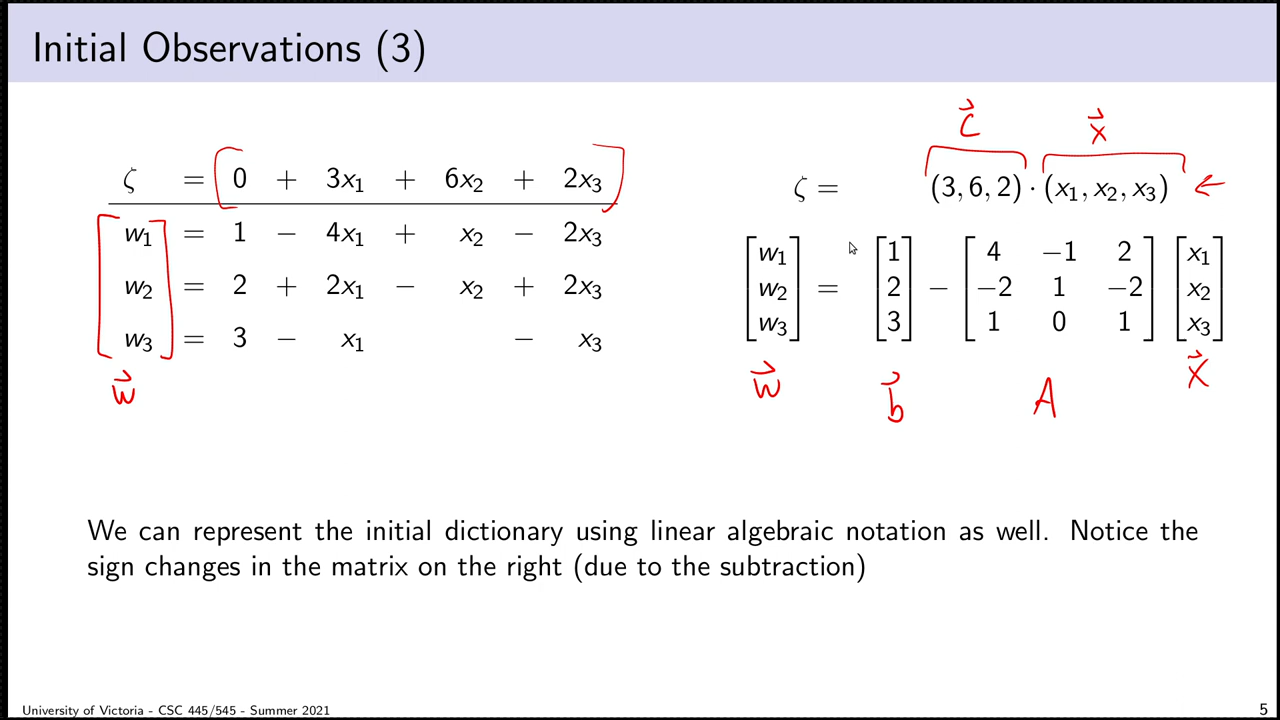 Initial Observations (3)
ζ = 0 + 3x₁ + 6x₂ + 2x₃
w₁ = 1 − 4x₁ + x₂ − 2x₃
w₂ = 2 + 2x₁ − x₂ + 2x₃
w₃ = 3 − x₁ − x₃
w⃗
c⃗ x⃗
ζ = (3, 6, 2) · (x₁, x₂, x₃) ←
[w₁] = [1] − [4 −1 2] [x₁]
[w₂] = [2] − [−2 1 −2] [x₂]
[w₃] = [3] − [1 0 1] [x₃]
w⃗ b⃗ A x⃗
We can represent the initial dictionary using linear algebraic notation as well. Notice the
sign changes in the matrix on the right (due to the subtraction)
University of Victoria - CSC 445/545 - Summer 2021
5